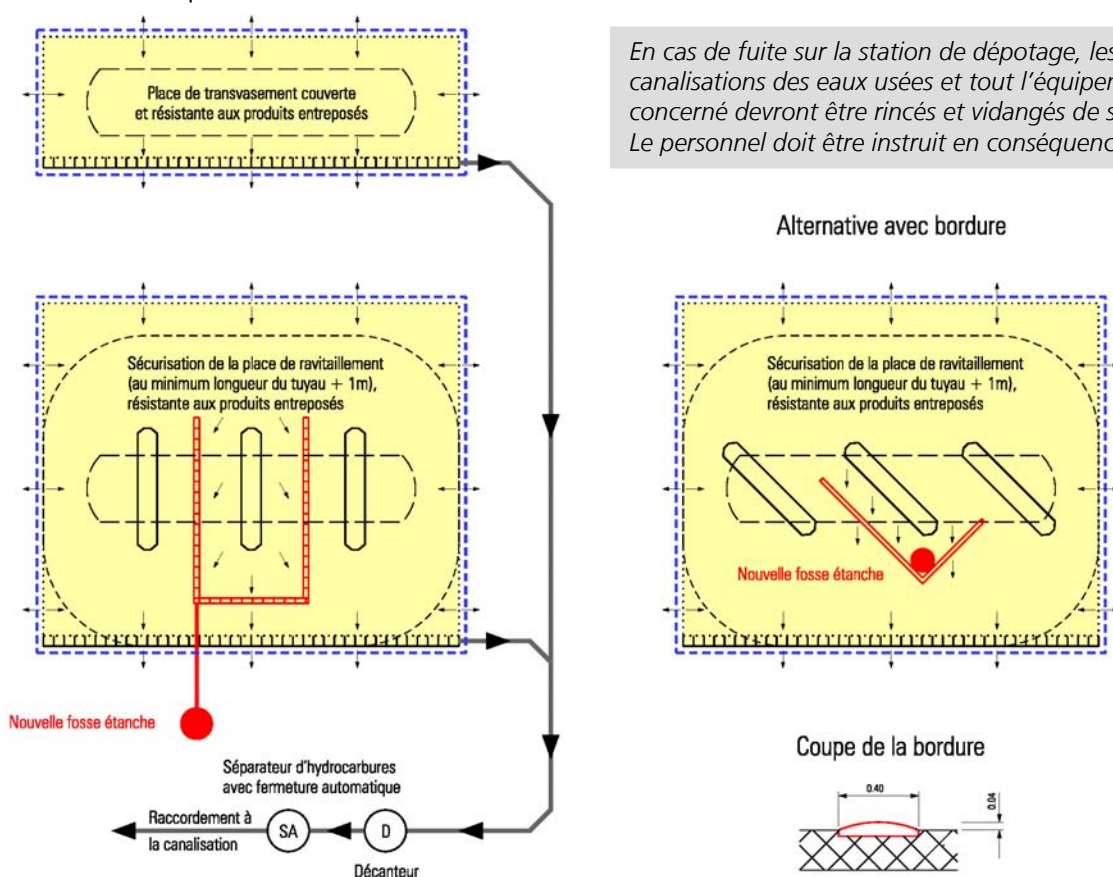 Place de transvasement couverte
et résistante aux produits entreposés
En cas de fuite sur la station de dépotage, les
canalisations des eaux usées et tout l'équiper
concerné devront être rincés et vidangés de s
Le personnel doit être instruit en conséquenc
Alternative avec bordure
Sécurisation de la place de ravitaillement
(au minimum longueur du tuyau + 1m),
résistante aux produits entreposés
Sécurisation de la place de ravitaillement
(au minimum longueur du tuyau + 1m),
résistante aux produits entreposés
Nouvelle fosse étanche
Nouvelle fosse étanche
Séparateur d'hydrocarbures
avec fermeture automatique
Raccordement à
la canalisation
SA
D
Décanteur
Coupe de la bordure
0.40
0.04